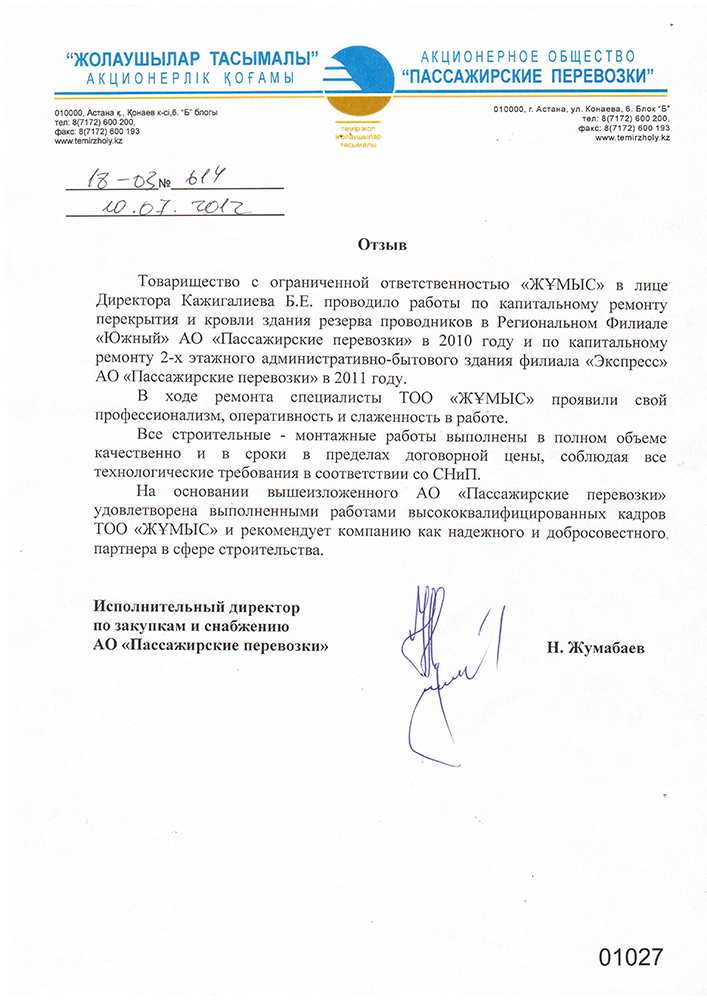 "ЖОЛАУШЫЛАР ТАСЫМАЛЫ"
АКЦИОНЕРЛІК ҚОҒАМЫ
АКЦИОНЕРНОЕ ОБЩЕСТВО
"ПАССАЖИРСКИЕ ПЕРЕВОЗКИ"
010000, Астана қ., Қонаев к-сі,6. "Б" блогы
тел: 8(7172) 600 200,
факс: 8(7172) 600 193
www.temirzholy.kz
темір жол
жолаушылар
тасымалы
010000, г. Астана, ул. Конаева, 6. Блок "Б"
тел: 8(7172) 600 200,
факс: 8(7172) 600 193
www.temirzholy.kz
18-03 № 614
10.07.2012
Отзыв
Товарищество с ограниченной ответственностью «ЖҰМЫС» в лице
Директора Кажигалиева Б.Е. проводило работы по капитальному ремонту
перекрытия и кровли здания резерва проводников в Региональном Филиале
«Южный» АО «Пассажирские перевозки» в 2010 году и по капитальному
ремонту 2-х этажного административно-бытового здания филиала «Экспресс»
АО «Пассажирские перевозки» в 2011 году.
В ходе ремонта специалисты ТОО «ЖҰМЫС» проявили свой
профессионализм, оперативность и слаженность в работе.
Все строительные - монтажные работы выполнены в полном объеме
качественно и в сроки в пределах договорной цены, соблюдая все
технологические требования в соответствии со СНиП.
На основании вышеизложенного АО «Пассажирские перевозки»
удовлетворена выполненными работами высококвалифицированных кадров
ТОО «ЖҰМЫС» и рекомендует компанию как надежного и добросовестного
партнера в сфере строительства.
Исполнительный директор
по закупкам и снабжению
АО «Пассажирские перевозки»
Н. Жумабаев
01027